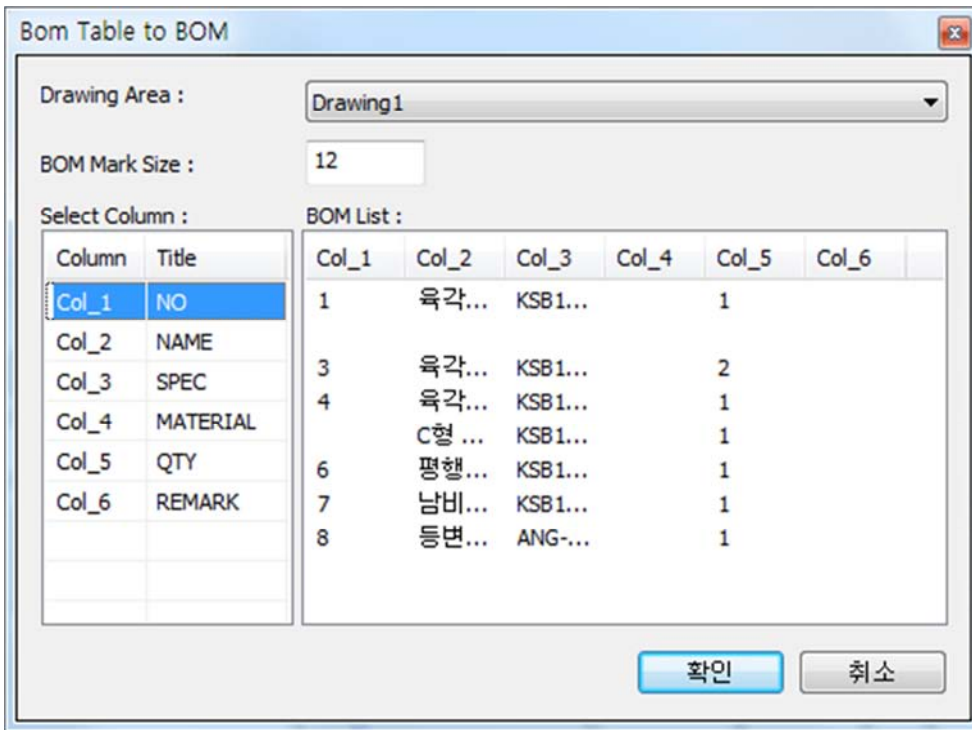 Bom Table to BOM
Drawing Area :
Drawing1
BOM Mark Size :
12
Select Column :
Column Title
Col_1 NO
Col_2 NAME
Col_3 SPEC
Col_4 MATERIAL
Col_5 QTY
Col_6 REMARK
BOM List :
Col_1 Col_2 Col_3 Col_4 Col_5 Col_6
1 육각... KSB1... 1
3 육각... KSB1... 2
4 육각... KSB1... 1
C형 ... KSB1... 1
6 평행... KSB1... 1
7 남비... KSB1... 1
8 등변... ANG-... 1
확인 취소